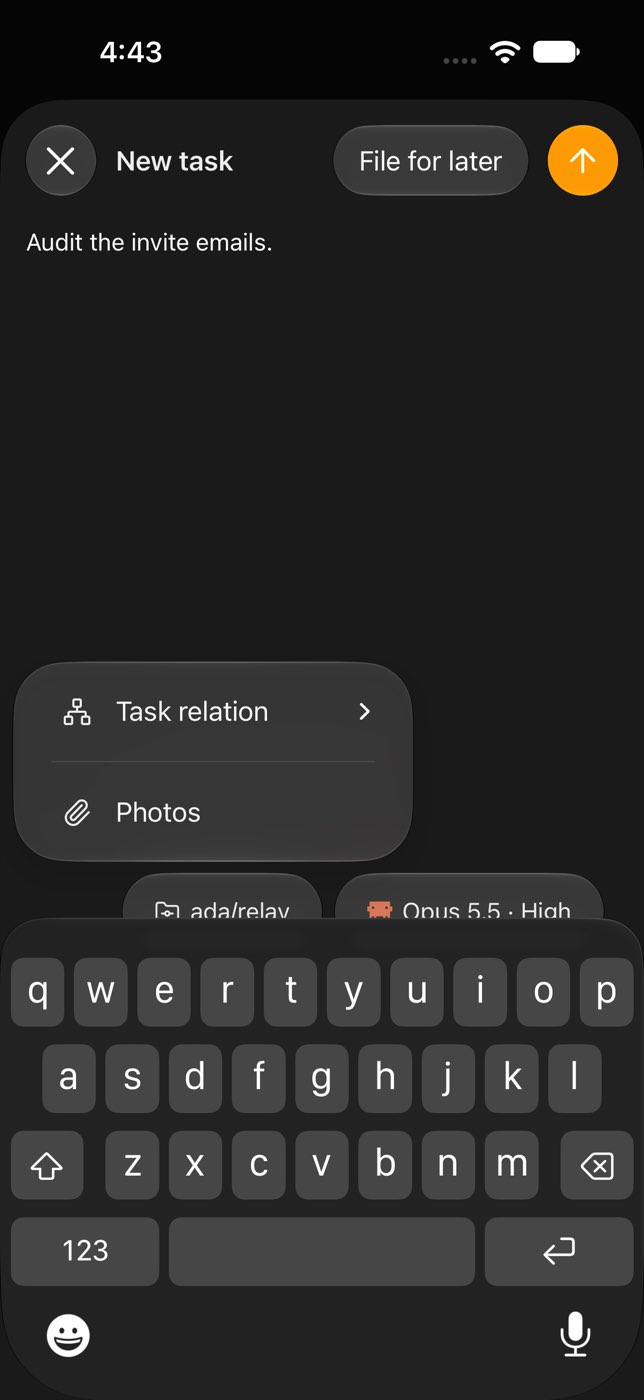 4:43
New task
File for later
Audit the invite emails.
Task relation
Photos
ada/relay
Opus 5.5 · High
q w e r t y u i o p
a s d f g h j k l
z x c v b n m
123